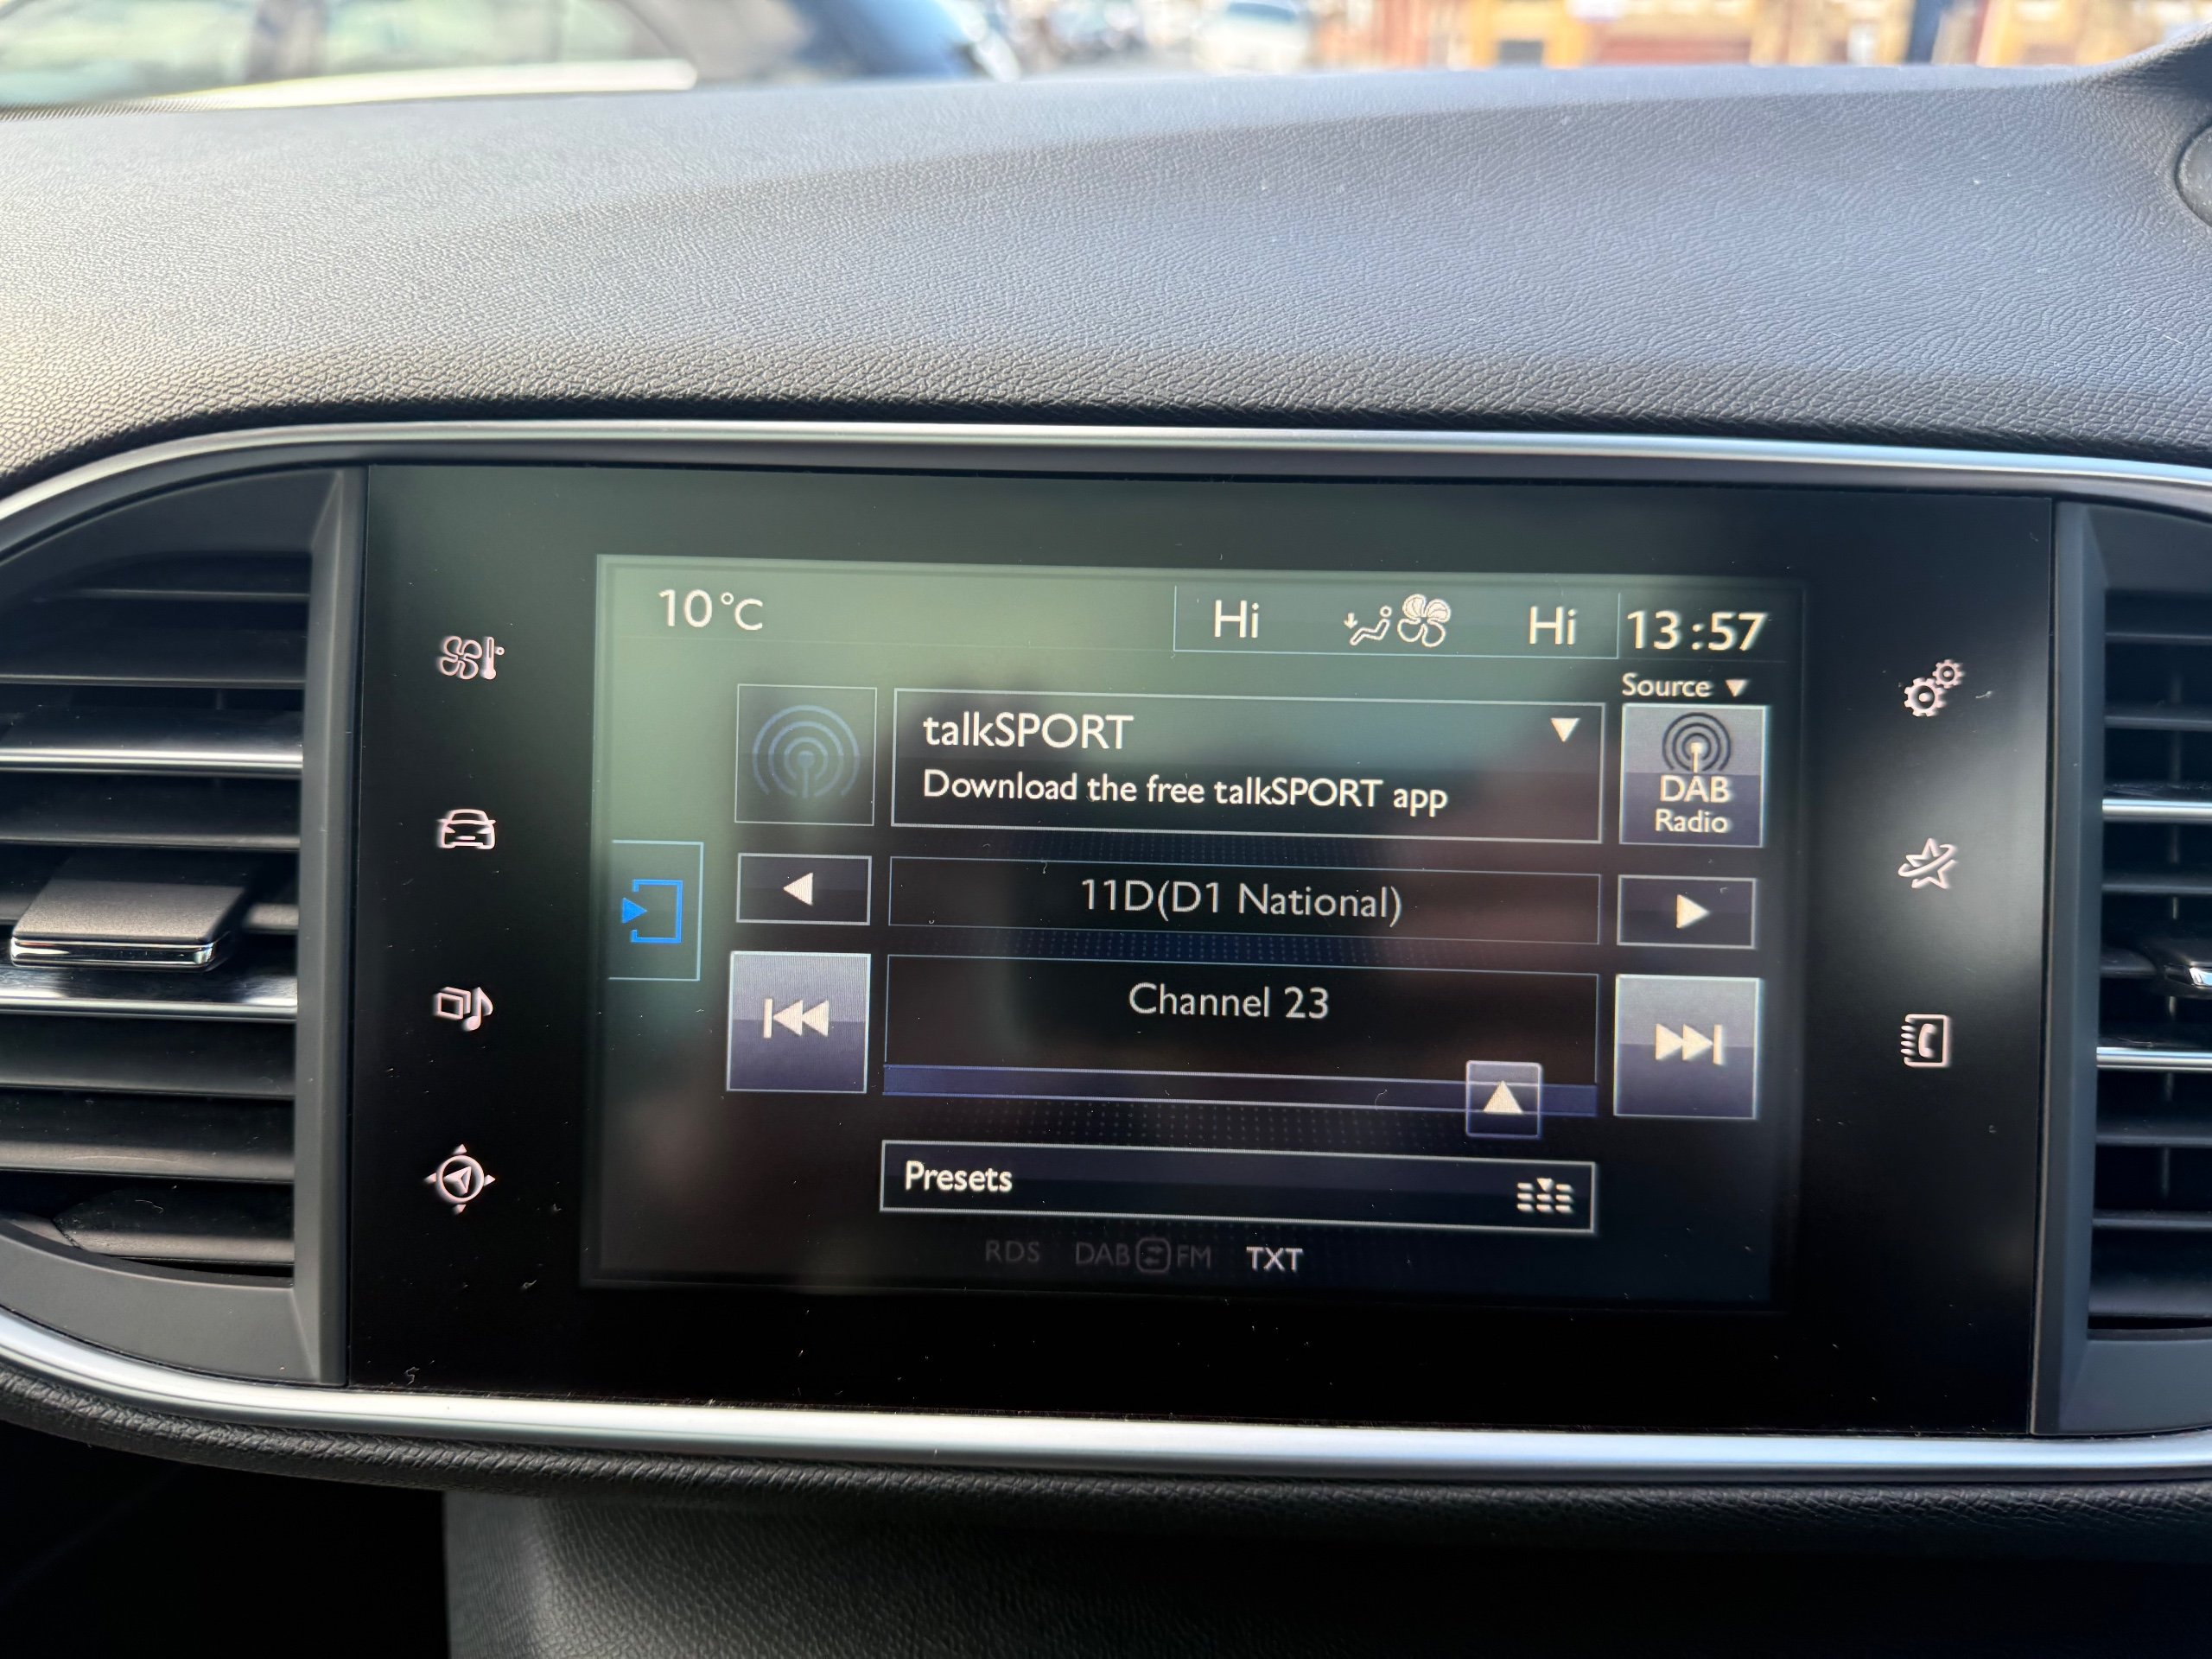 10°C Hi Hi 13:57
Source
talkSPORT
Download the free talkSPORT app
DAB
Radio
11D(D1 National)
Channel 23
Presets
RDS DAB FM TXT